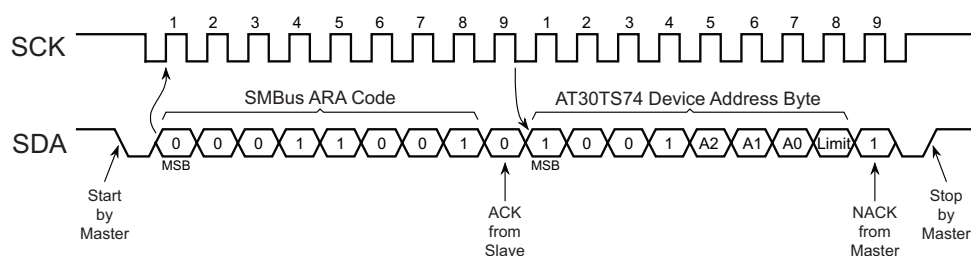 1 2 3 4 5 6 7 8 9 1 2 3 4 5 6 7 8 9
SCK
SMBus ARA Code AT30TS74 Device Address Byte
SDA 0 0 0 1 1 0 0 1 0 1 0 0 1 A2 A1 A0 Limit 1
MSB MSB
Start by Master
ACK from Slave
NACK from Master
Stop by Master